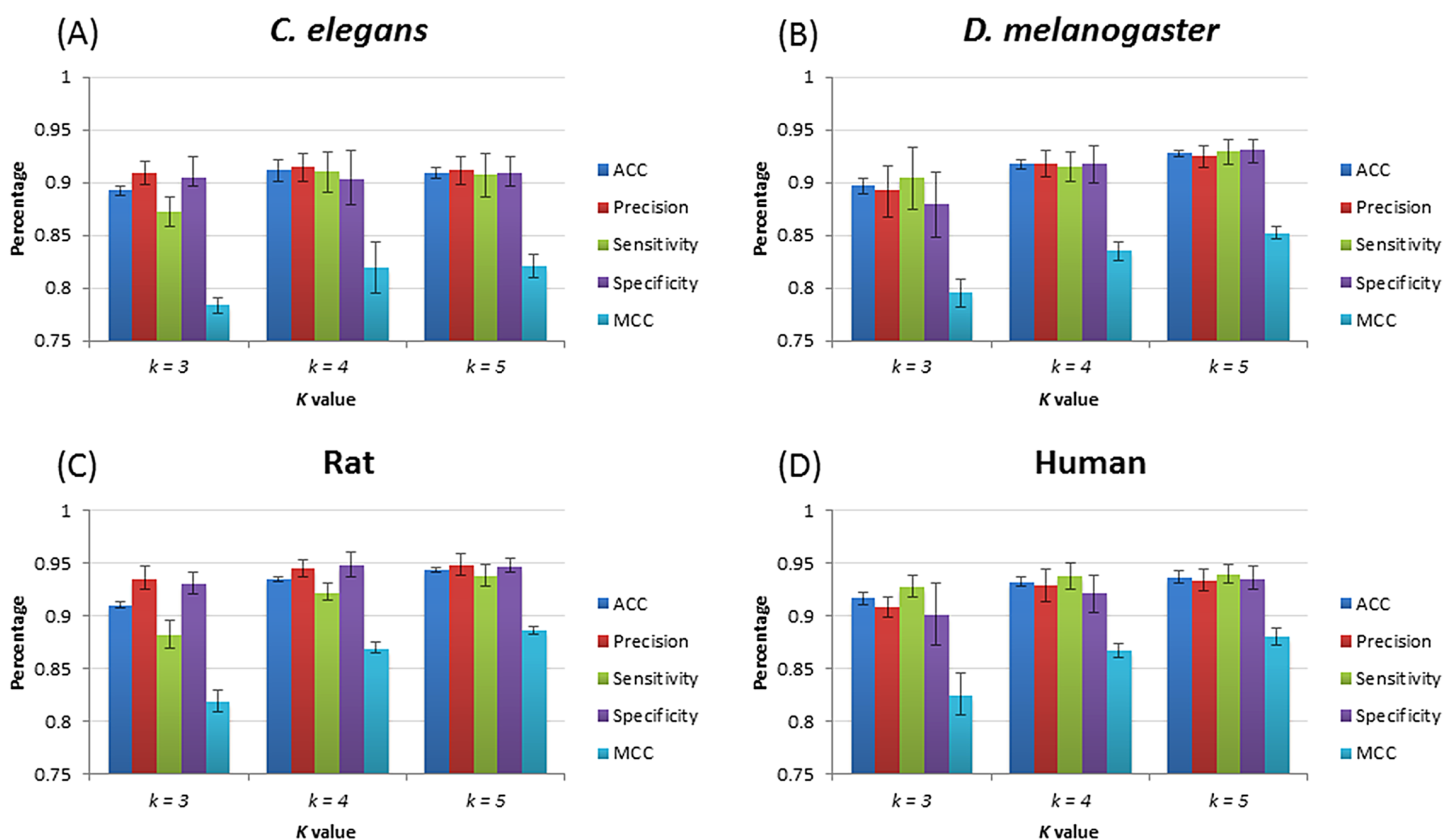 (A) C. elegans
1
0.95
0.9
0.85
0.8
0.75
Percentage
k = 3 k = 4 k = 5
K value
ACC
Precision
Sensitivity
Specificity
MCC
(B) D. melanogaster
1
0.95
0.9
0.85
0.8
0.75
Percentage
k = 3 k = 4 k = 5
K value
ACC
Precision
Sensitivity
Specificity
MCC
(C) Rat
1
0.95
0.9
0.85
0.8
0.75
Percentage
k = 3 k = 4 k = 5
K value
ACC
Precision
Sensitivity
Specificity
MCC
(D) Human
1
0.95
0.9
0.85
0.8
0.75
Percentage
k = 3 k = 4 k = 5
K value
ACC
Precision
Sensitivity
Specificity
MCC